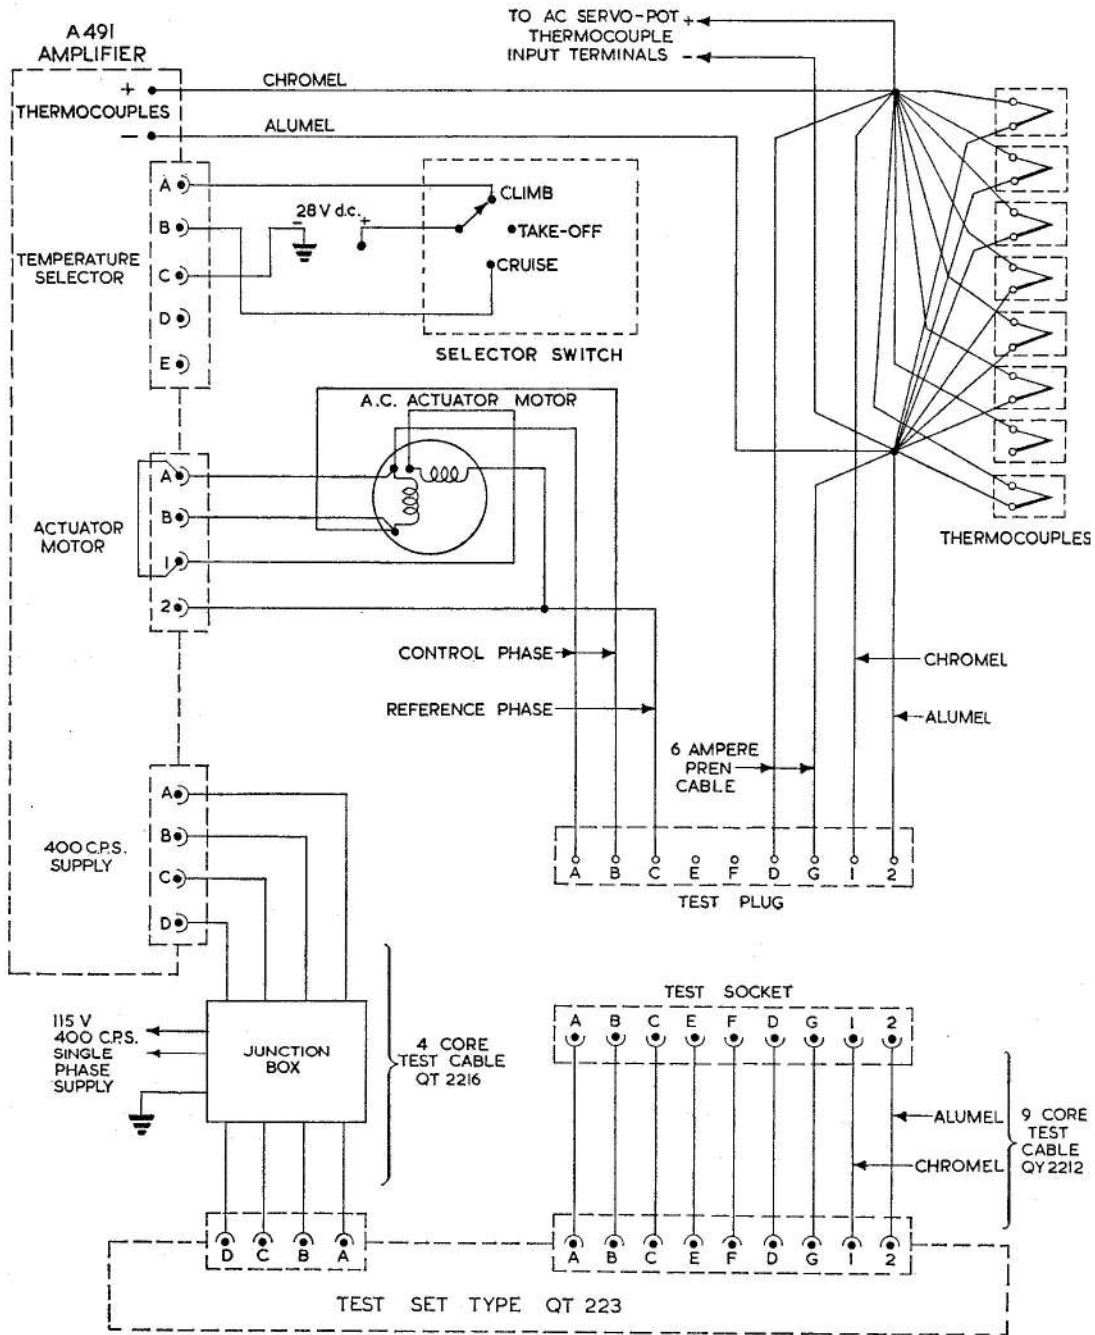 TO AC SERVO-POT +
THERMOCOUPLE
INPUT TERMINALS -
A491
AMPLIFIER
+
THERMOCOUPLES
-
CHROMEL
ALUMEL
A
B
C
D
E
TEMPERATURE
SELECTOR
- 28V d.c. +
CLIMB
TAKE-OFF
CRUISE
SELECTOR SWITCH
A.C. ACTUATOR MOTOR
A
B
1
2
ACTUATOR
MOTOR
THERMOCOUPLES
CONTROL PHASE
REFERENCE PHASE
CHROMEL
ALUMEL
6 AMPERE
PREN
CABLE
A
B
C
D
400 C.P.S.
SUPPLY
A B C E F D G 1 2
TEST PLUG
115 V
400 C.P.S.
SINGLE
PHASE
SUPPLY
JUNCTION
BOX
4 CORE
TEST CABLE
QT 2216
TEST SOCKET
A B C E F D G 1 2
ALUMEL
CHROMEL
9 CORE
TEST
CABLE
QY 2212
D C B A
A B C E F D G 1 2
TEST SET TYPE QT 223